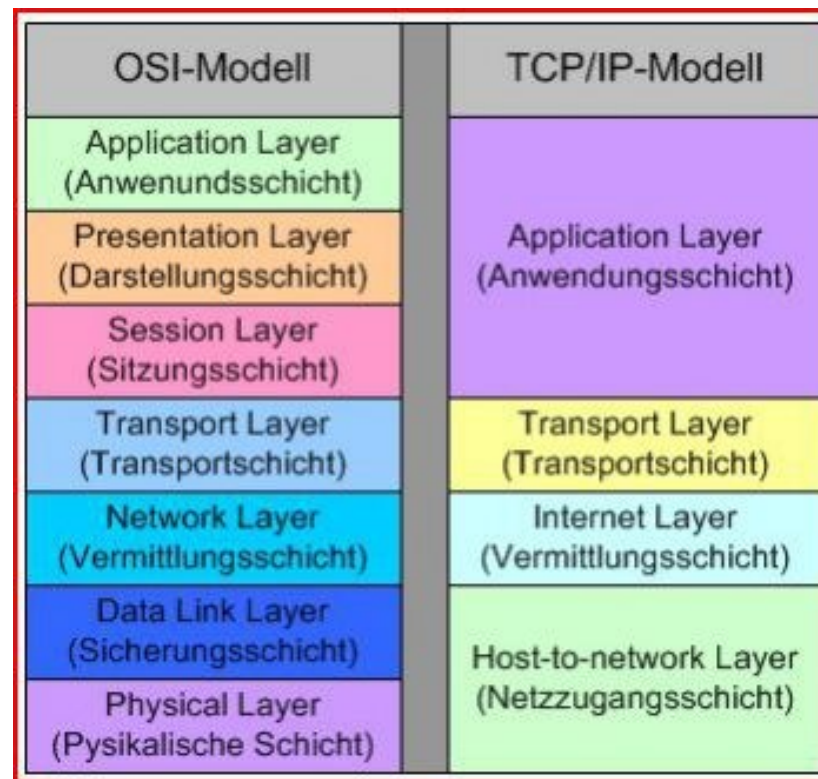 OSI-Modell
Application Layer
(Anwenundsschicht)
Presentation Layer
(Darstellungsschicht)
Session Layer
(Sitzungsschicht)
Transport Layer
(Transportschicht)
Network Layer
(Vermittlungsschicht)
Data Link Layer
(Sicherungsschicht)
Physical Layer
(Pysikalische Schicht)
TCP/IP-Modell
Application Layer
(Anwendungsschicht)
Transport Layer
(Transportschicht)
Internet Layer
(Vermittlungsschicht)
Host-to-network Layer
(Netzzugangsschicht)